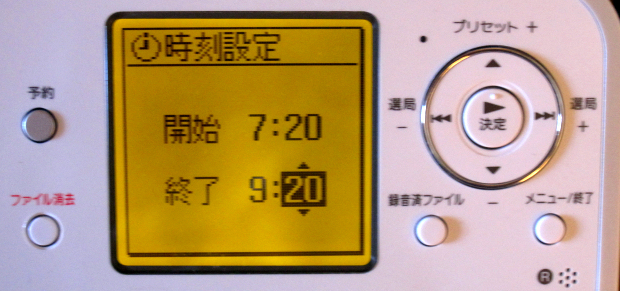 時刻設定
開始 7:20
終了 9:20
予約
ファイル消去
プリセット +
選局
−
決定
選局
+
−
録音済ファイル
メニュー/終了
R